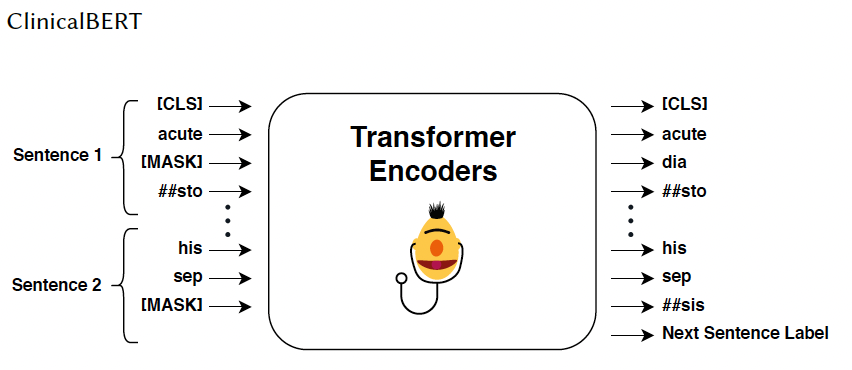 ClinicalBERT
Sentence 1
[CLS]
acute
[MASK]
##sto
Sentence 2
his
sep
[MASK]
Transformer
Encoders
[CLS]
acute
dia
##sto
his
sep
##sis
Next Sentence Label